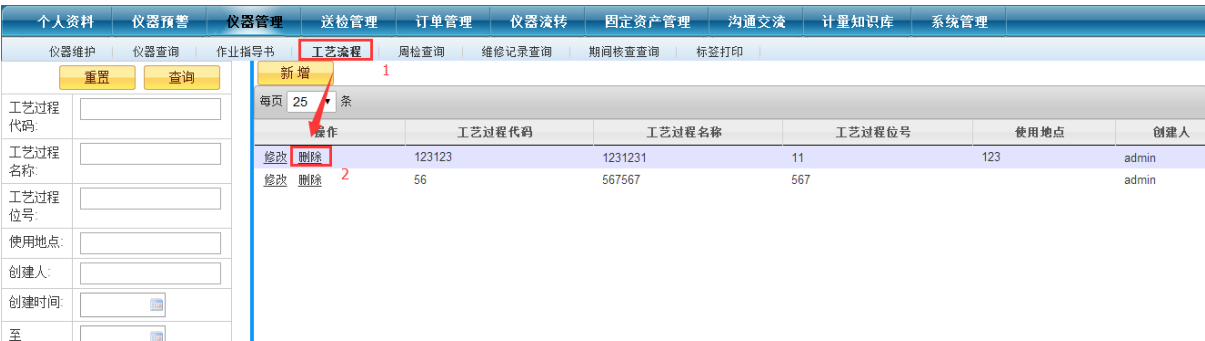 个人资料 仪器预警 仪器管理 送检管理 订单管理 仪器流转 固定资产管理 沟通交流 计量知识库 系统管理
仪器维护 仪器查询 作业指导书 工艺流程 周检查询 维修记录查询 期间核查查询 标签打印
重置 查询
工艺过程
代码:
工艺过程
名称:
工艺过程
位号:
使用地点:
创建人:
创建时间:
至
新增 1
每页 25 条
操作 工艺过程代码 工艺过程名称 工艺过程位号 使用地点 创建人
修改 删除 123123 1231231 11 123 admin
修改 删除 2 56 567567 567 admin